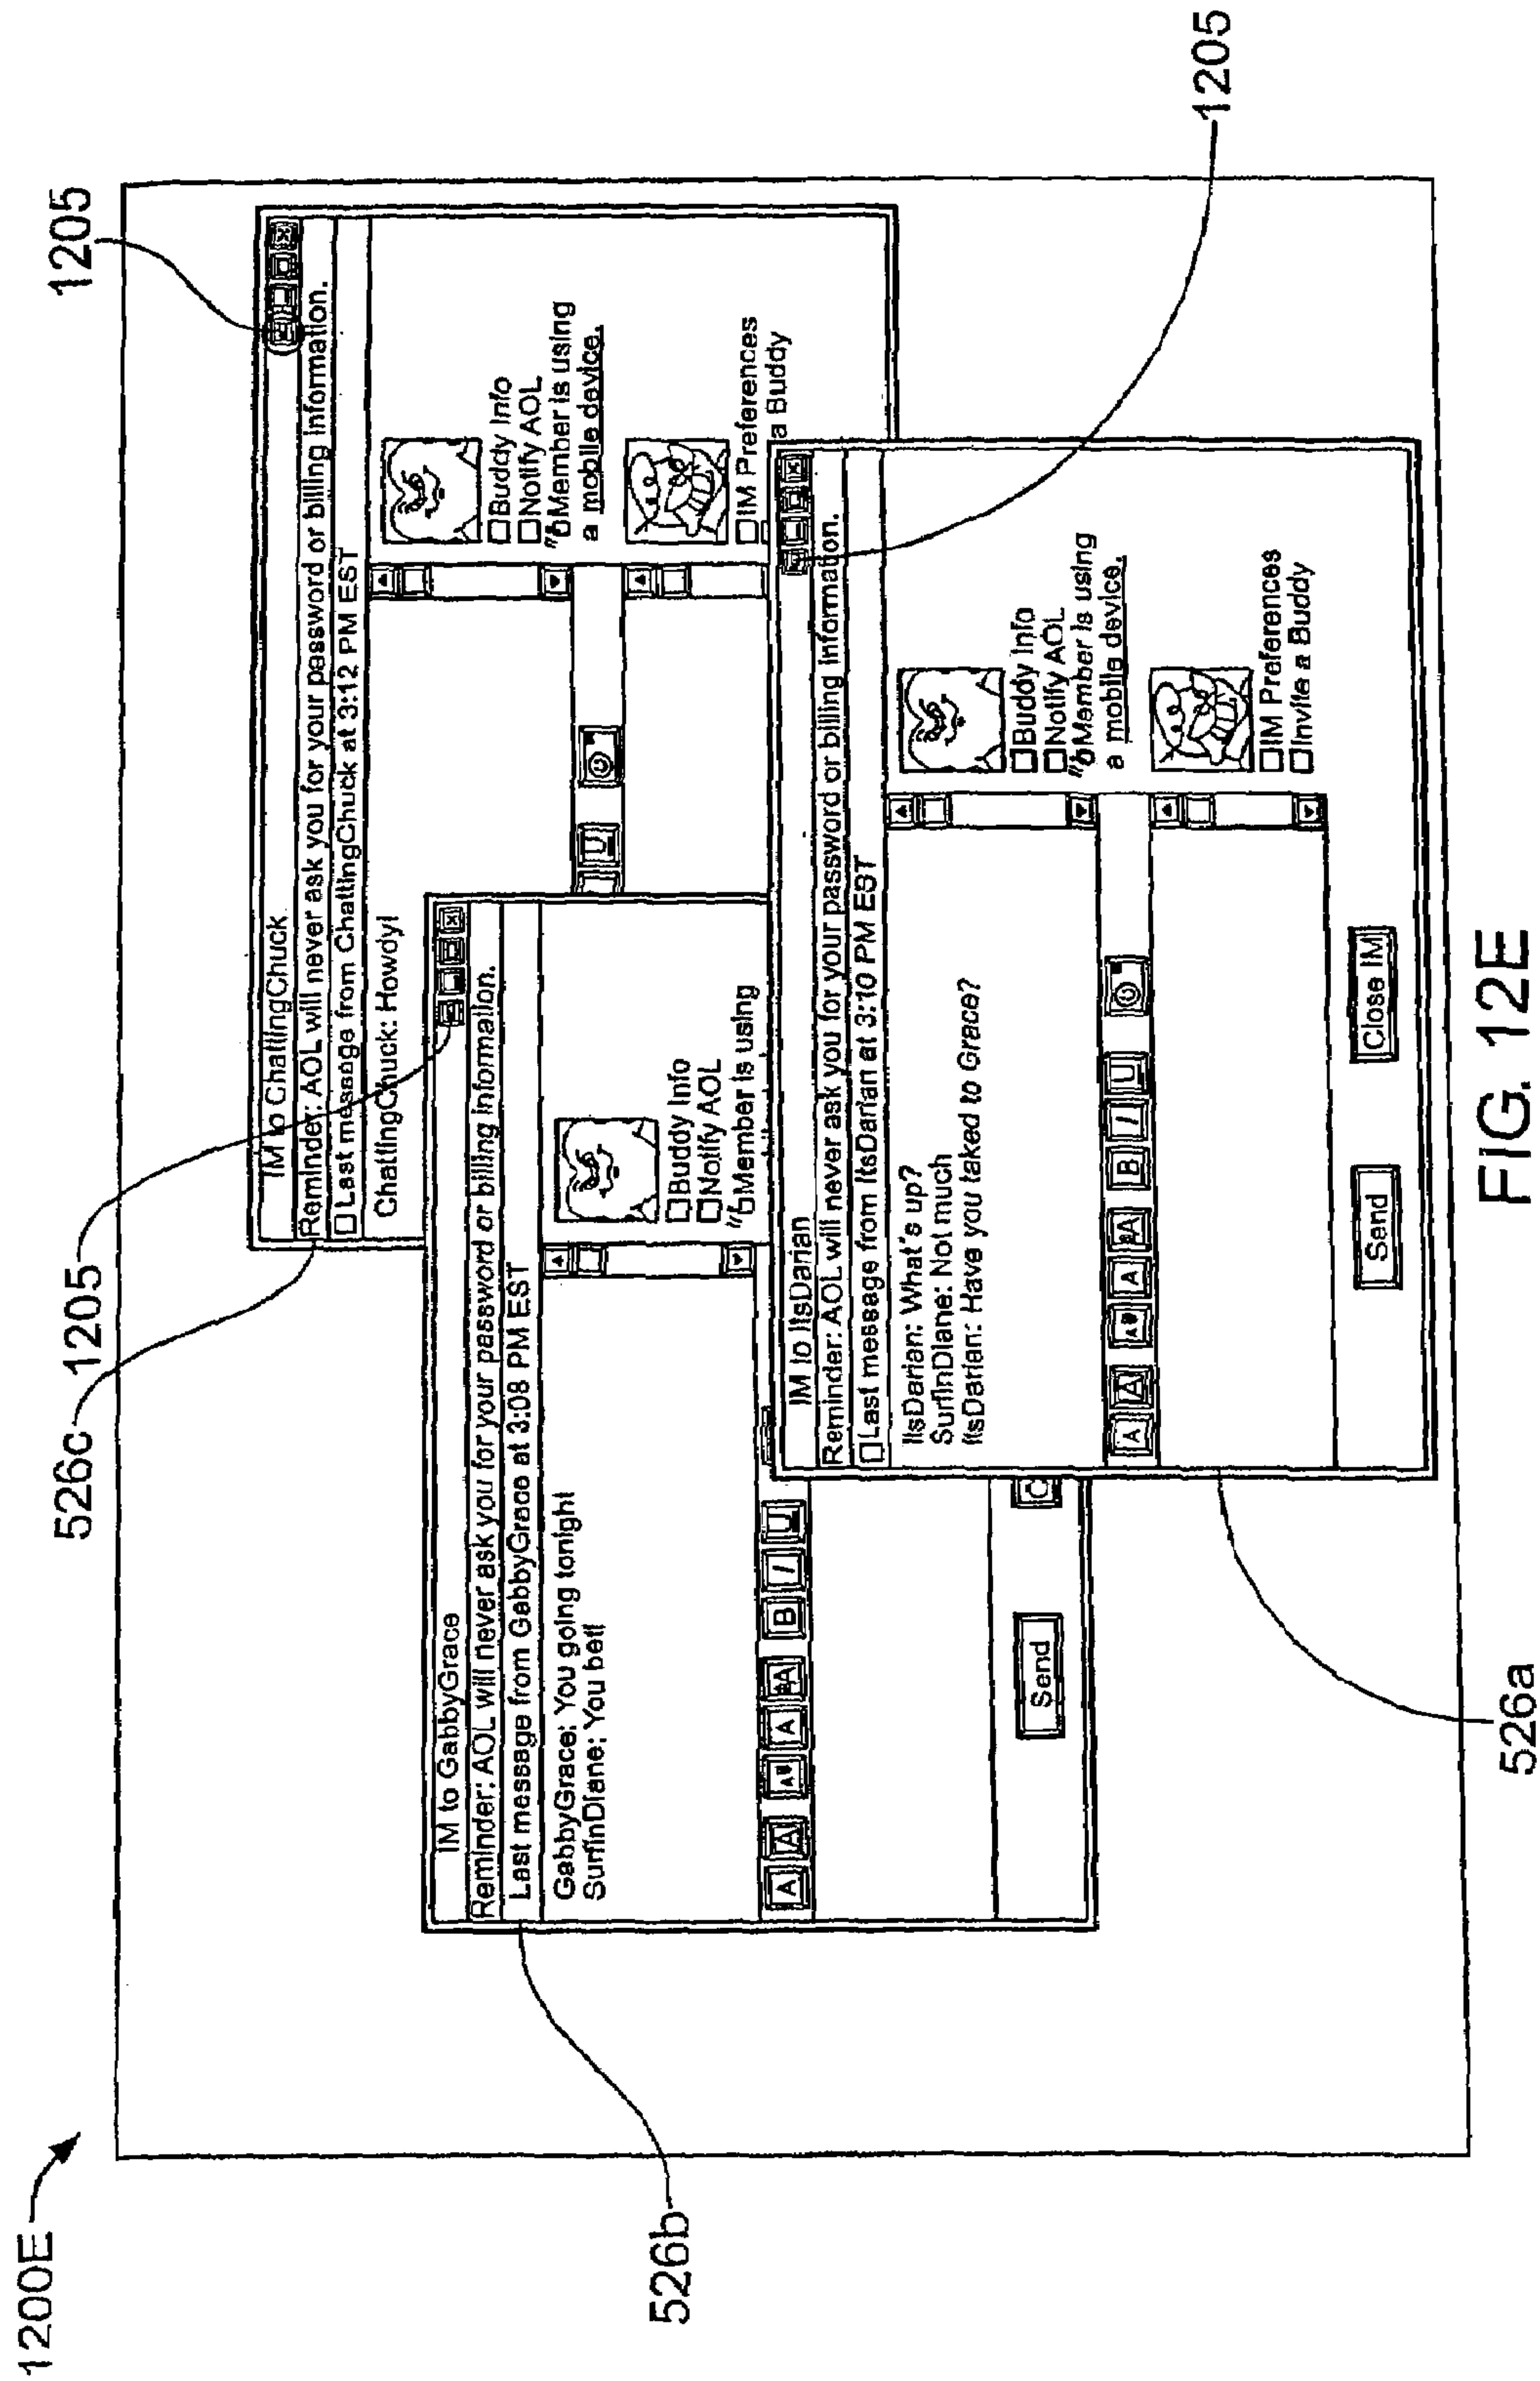 1200E
1205
526c
1205
1205
IM to ChattingChuck
Reminder: AOL will never ask you for your password or billing information.
Last message from ChattingChuck at 3:12 PM EST
ChattingChuck: Howdy!
Buddy Info
Notify AOL
"Member is using
a mobile device.
IM Preferences
a Buddy
U
IM to GabbyGrace
Reminder: AOL will never ask you for your password or billing information.
Last message from GabbyGrace at 3:08 PM EST
GabbyGrace: You going tonight
SurfinDiane: You bet!
Buddy Info
Notify AOL
"Member is using
A A A A A B I U
Send
C
526b
IM to ItsDarian
Reminder: AOL will never ask you for your password or billing information.
Last message from ItsDarian at 3:10 PM EST
ItsDarian: What's up?
SurfinDiane: Not much
ItsDarian: Have you taked to Grace?
Buddy Info
Notify AOL
"Member is using
a mobile device.
A A A A A B I U
IM Preferences
Invite a Buddy
Send Close IM
526a
FIG. 12E